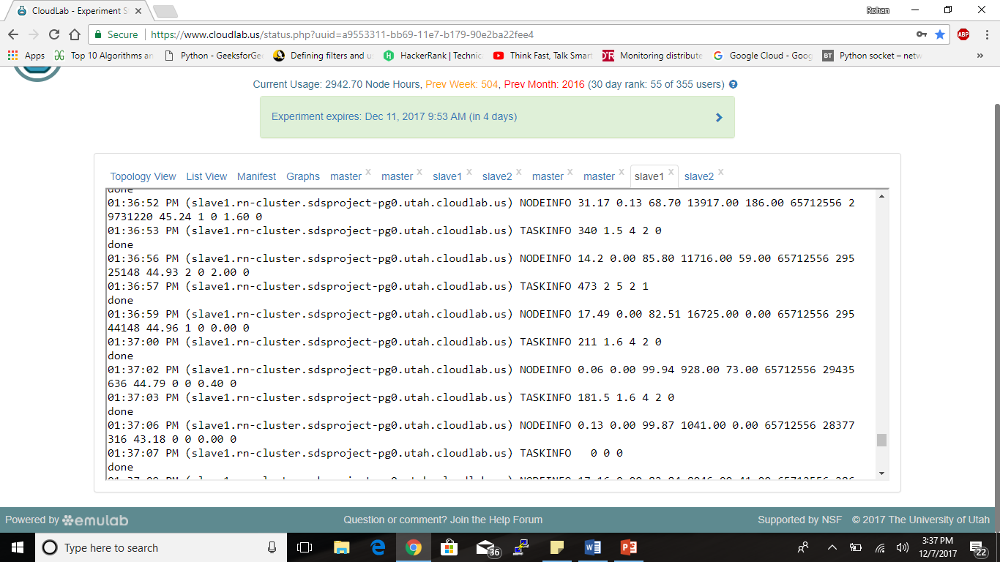 CloudLab - Experiment S
Rohan
Secure https://www.cloudlab.us/status.php?uuid=a9553311-bb69-11e7-b179-90e2ba22fee4
ABP
Apps Top 10 Algorithms an Python - GeeksforGe Defining filters and u HackerRank | Technic Think Fast, Talk Smart Monitoring distribute Google Cloud - Goog BT Python socket – netw »
Current Usage: 2942.70 Node Hours, Prev Week: 504, Prev Month: 2016 (30 day rank: 55 of 355 users)
Experiment expires: Dec 11, 2017 9:53 AM (in 4 days)
Topology View List View Manifest Graphs master x master x slave1 x slave2 x master x master x slave1 x slave2 x
done
01:36:52 PM (slave1.rn-cluster.sdsproject-pg0.utah.cloudlab.us) NODEINFO 31.17 0.13 68.70 13917.00 186.00 65712556 2
9731220 45.24 1 0 1.60 0
01:36:53 PM (slave1.rn-cluster.sdsproject-pg0.utah.cloudlab.us) TASKINFO 340 1.5 4 2 0
done
01:36:56 PM (slave1.rn-cluster.sdsproject-pg0.utah.cloudlab.us) NODEINFO 14.2 0.00 85.80 11716.00 59.00 65712556 295
25148 44.93 2 0 2.00 0
01:36:57 PM (slave1.rn-cluster.sdsproject-pg0.utah.cloudlab.us) TASKINFO 473 2 5 2 1
done
01:36:59 PM (slave1.rn-cluster.sdsproject-pg0.utah.cloudlab.us) NODEINFO 17.49 0.00 82.51 16725.00 0.00 65712556 295
44148 44.96 1 0 0.00 0
01:37:00 PM (slave1.rn-cluster.sdsproject-pg0.utah.cloudlab.us) TASKINFO 211 1.6 4 2 0
done
01:37:02 PM (slave1.rn-cluster.sdsproject-pg0.utah.cloudlab.us) NODEINFO 0.06 0.00 99.94 928.00 73.00 65712556 29435
636 44.79 0 0 0.40 0
01:37:03 PM (slave1.rn-cluster.sdsproject-pg0.utah.cloudlab.us) TASKINFO 181.5 1.6 4 2 0
done
01:37:06 PM (slave1.rn-cluster.sdsproject-pg0.utah.cloudlab.us) NODEINFO 0.13 0.00 99.87 1041.00 0.00 65712556 28377
316 43.18 0 0 0.00 0
01:37:07 PM (slave1.rn-cluster.sdsproject-pg0.utah.cloudlab.us) TASKINFO   0 0 0
done
Powered by emulab Question or comment? Join the Help Forum Supported by NSF © 2017 The University of Utah
Type here to search
36
3:37 PM
12/7/2017
22